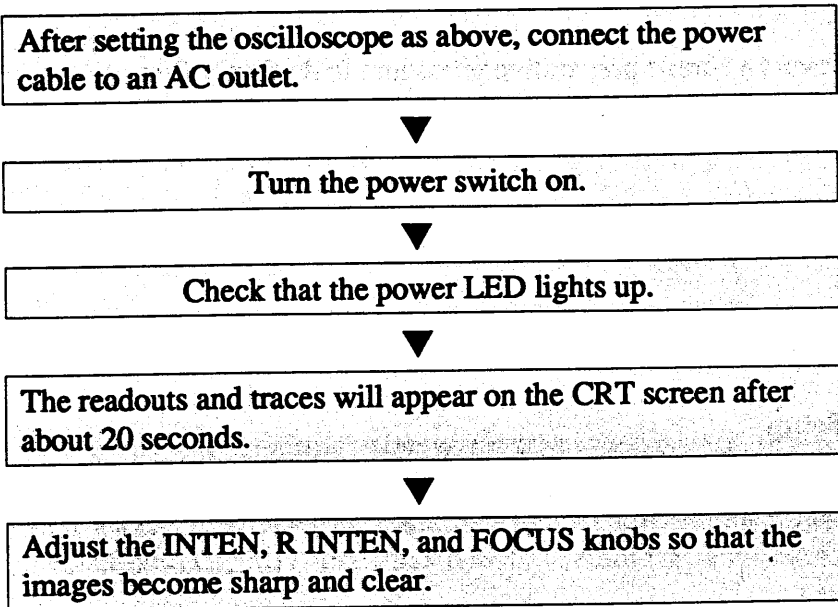 After setting the oscilloscope as above, connect the power
cable to an AC outlet.
Turn the power switch on.
Check that the power LED lights up.
The readouts and traces will appear on the CRT screen after
about 20 seconds.
Adjust the INTEN, R INTEN, and FOCUS knobs so that the
images become sharp and clear.